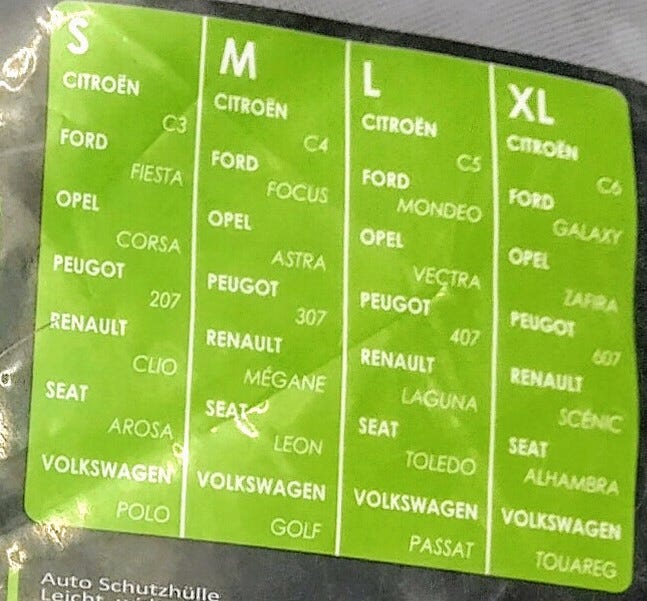 S
CITROËN
C3
FORD
FIESTA
OPEL
CORSA
PEUGOT
207
RENAULT
CLIO
SEAT
AROSA
VOLKSWAGEN
POLO
M
CITROËN
C4
FORD
FOCUS
OPEL
ASTRA
PEUGOT
307
RENAULT
MÉGANE
SEAT
LEON
VOLKSWAGEN
GOLF
L
CITROËN
C5
FORD
MONDEO
OPEL
VECTRA
PEUGOT
407
RENAULT
LAGUNA
SEAT
TOLEDO
VOLKSWAGEN
PASSAT
XL
CITROËN
C6
FORD
GALAXY
OPEL
ZAFIRA
PEUGOT
607
RENAULT
SCÉNIC
SEAT
ALHAMBRA
VOLKSWAGEN
TOUAREG
Auto Schutzhülle
Leicht